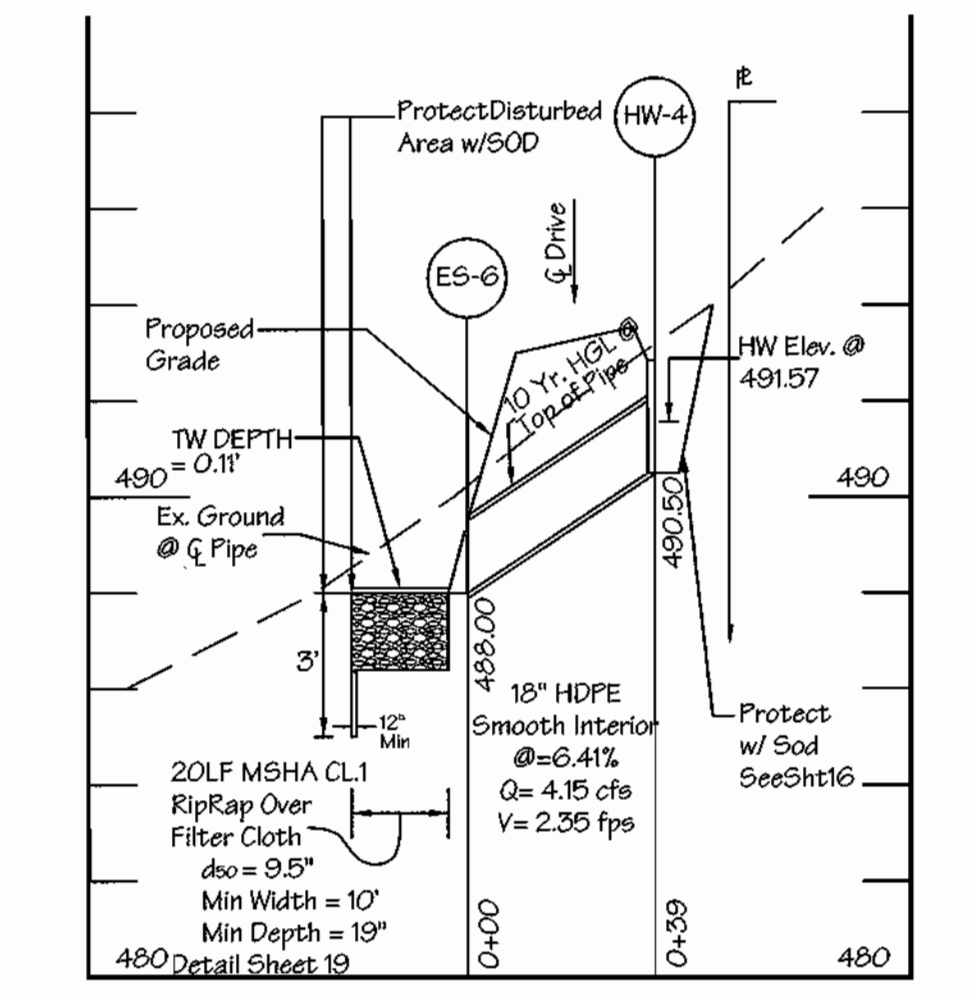 PL
ProtectDisturbed
Area w/SOD
HW-4
ES-6
CL Drive
Proposed
Grade
10 Yr. HGL @
Top of Pipe
HW Elev. @
491.57
TW DEPTH
= 0.11'
490
490
Ex. Ground
@ CL Pipe
490.50
488.00
3'
12"
Min
18" HDPE
Smooth Interior
@=6.41%
Q= 4.15 cfs
V= 2.35 fps
Protect
w/ Sod
SeeSht16
20LF MSHA CL.1
RipRap Over
Filter Cloth
d50 = 9.5"
Min Width = 10'
Min Depth = 19"
Detail Sheet 19
0+00
0+39
480
480